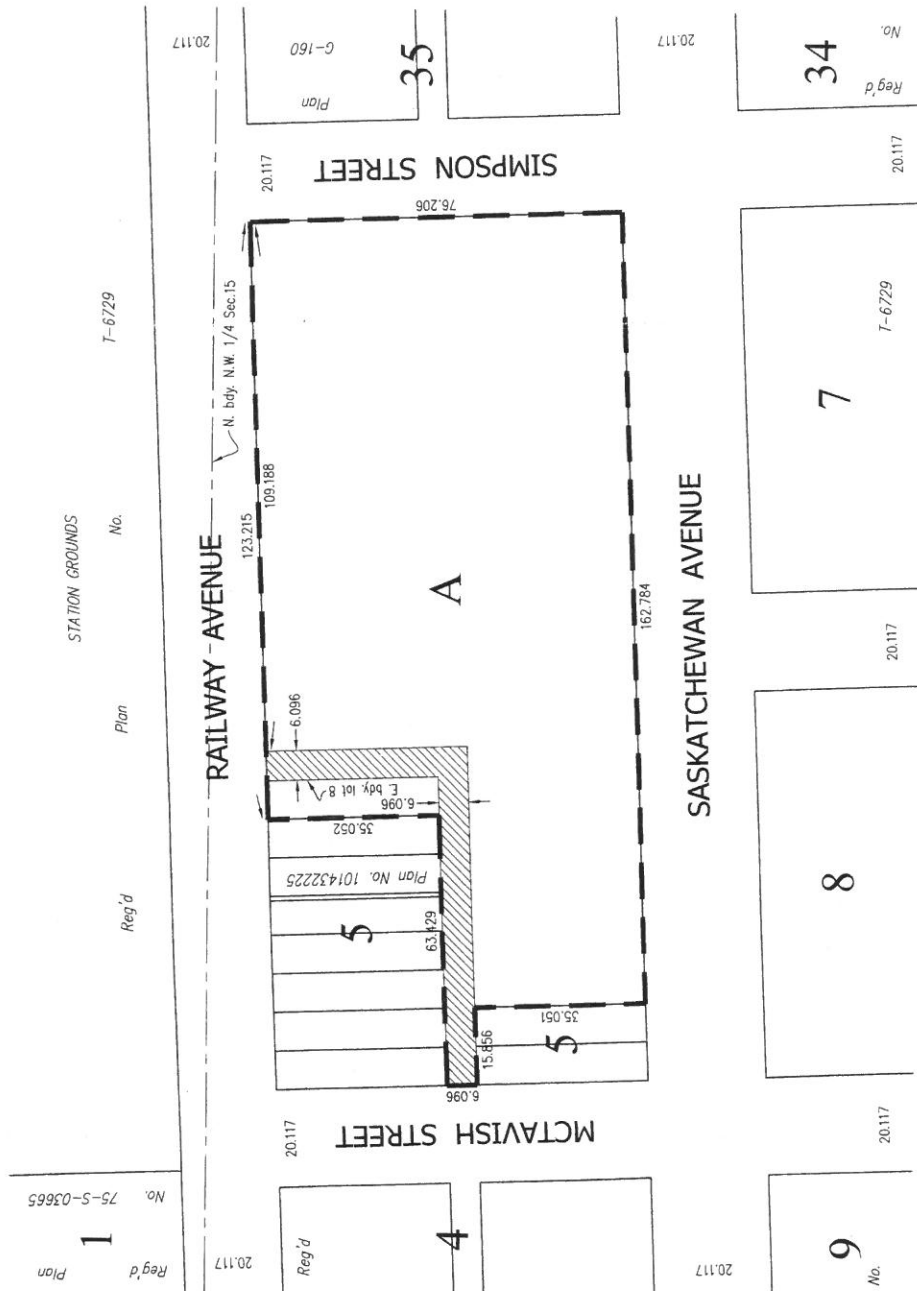 20.117
Plan G-160
35
20.117
34
Reg'd No.
20.117
SIMPSON STREET
20.117
76.206
STATION GROUNDS
Reg'd Plan No. T-6729
N. bdy. N.W. 1/4 Sec.15
RAILWAY AVENUE
123.215
109.188
A
6.096
E. bdy. lot 8
6.096
35.052
Plan No. 101432225
5
63.429
162.784
SASKATCHEWAN AVENUE
7
T-6729
20.117
8
15.856
35.051
5
6.096
MCTAVISH STREET
20.117
20.117
1
Reg'd Plan No. 75-S-03665
20.117
Reg'd
4
20.117
9
No.